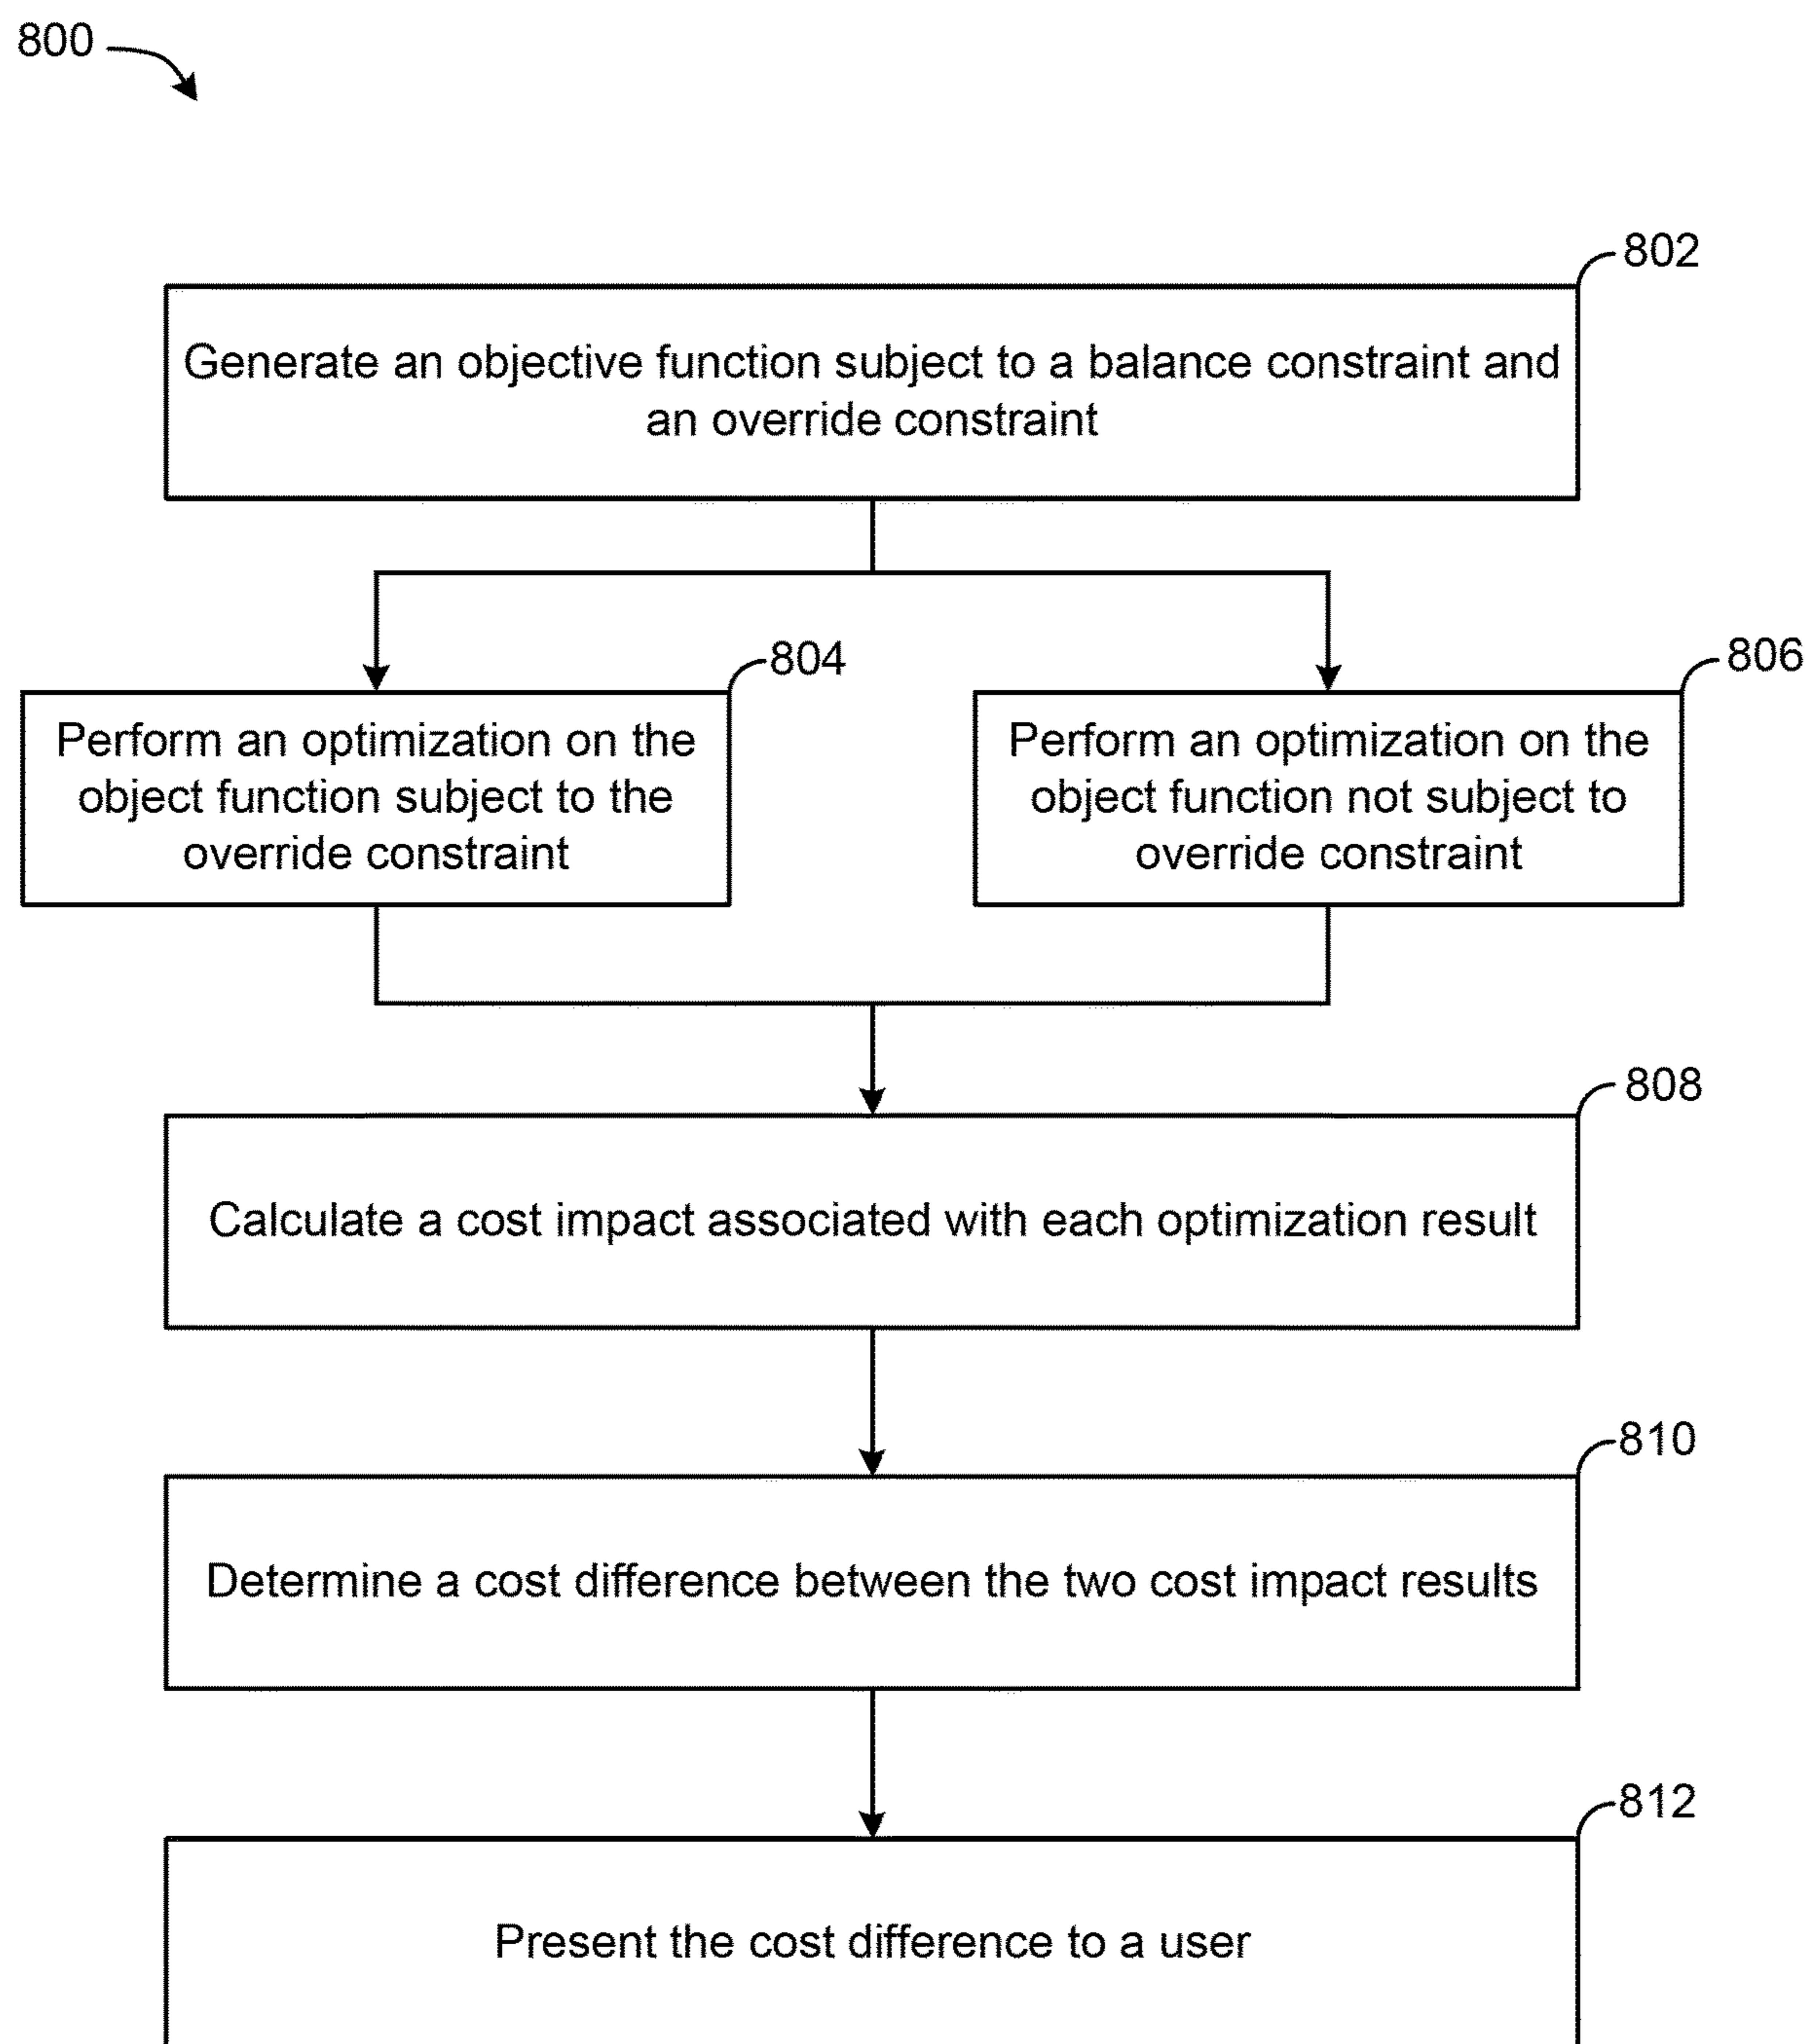 800
802
Generate an objective function subject to a balance constraint and
an override constraint
804
Perform an optimization on the
object function subject to the
override constraint
806
Perform an optimization on the
object function not subject to
override constraint
808
Calculate a cost impact associated with each optimization result
810
Determine a cost difference between the two cost impact results
812
Present the cost difference to a user